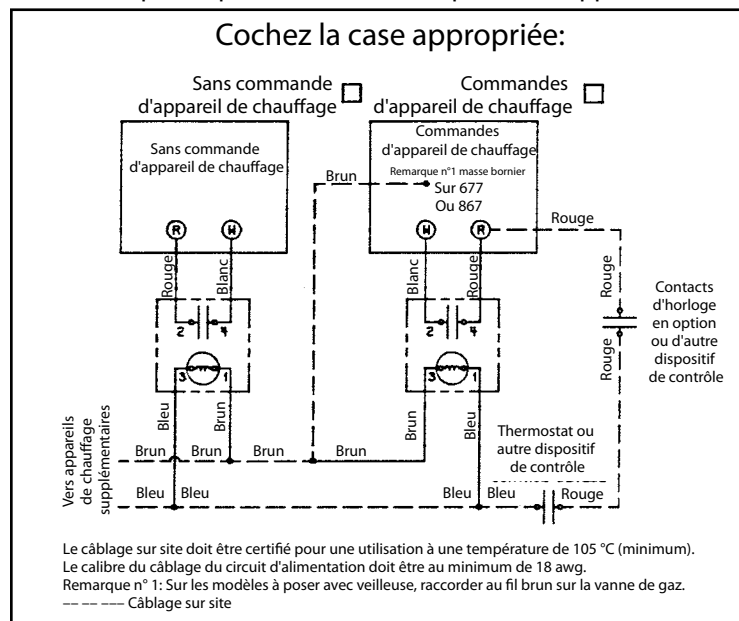 Cochez la case appropriée:
Sans commande
d'appareil de chauffage
Commandes
d'appareil de chauffage
Sans commande
d'appareil de chauffage
Commandes
d'appareil de chauffage
Remarque n°1 masse bornier
Sur 677
Ou 867
Brun
R
W
W
R
Rouge
Rouge
Blanc
Blanc
Rouge
Rouge
Rouge
Contacts
d'horloge
en option
ou d'autre
dispositif
de contrôle
2
4
2
4
3
1
3
1
Bleu
Brun
Brun
Bleu
Thermostat ou
autre dispositif
de contrôle
Vers appareils
de chauffage
supplémentaires
Brun
Brun
Brun
Brun
Bleu
Bleu
Bleu
Bleu
Rouge
Le câblage sur site doit être certifié pour une utilisation à une température de 105 °C (minimum).
Le calibre du câblage du circuit d'alimentation doit être au minimum de 18 awg.
Remarque n° 1: Sur les modèles à poser avec veilleuse, raccorder au fil brun sur la vanne de gaz.
–– –– ––– Câblage sur site